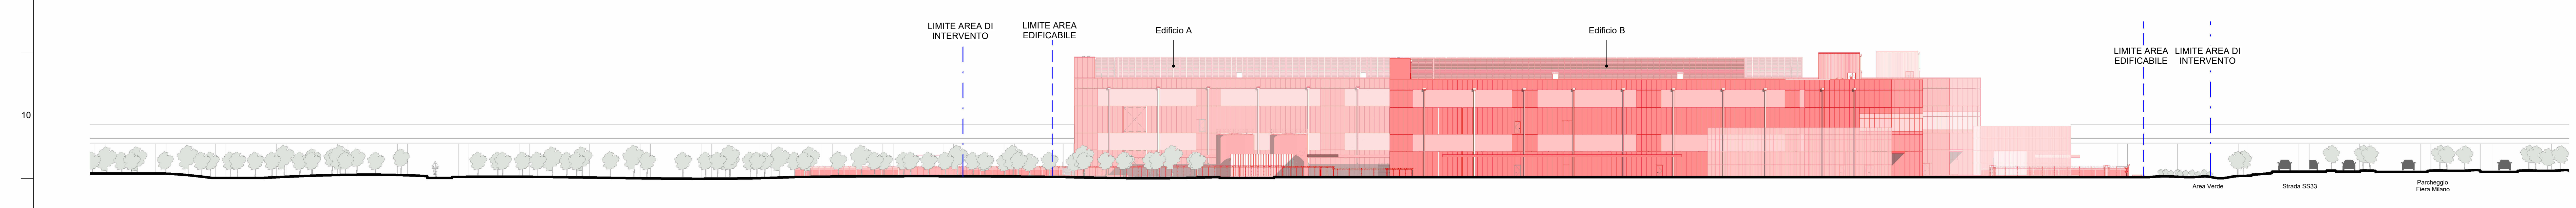 LIMITE AREA DI
INTERVENTO
LIMITE AREA
EDIFICABILE
Edificio A
Edificio B
LIMITE AREA
EDIFICABILE
LIMITE AREA DI
INTERVENTO
10
Area Verde
Strada SS33
Parcheggio
Fiera Milano